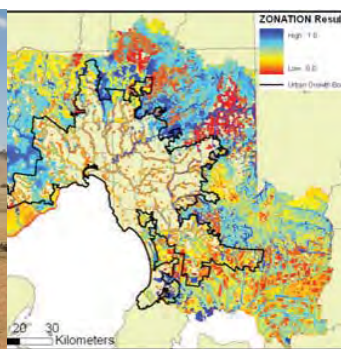 ZONATION Resul
High : 1.0
Low : 0.0
Urban Growth Bo
20 30
Kilometers